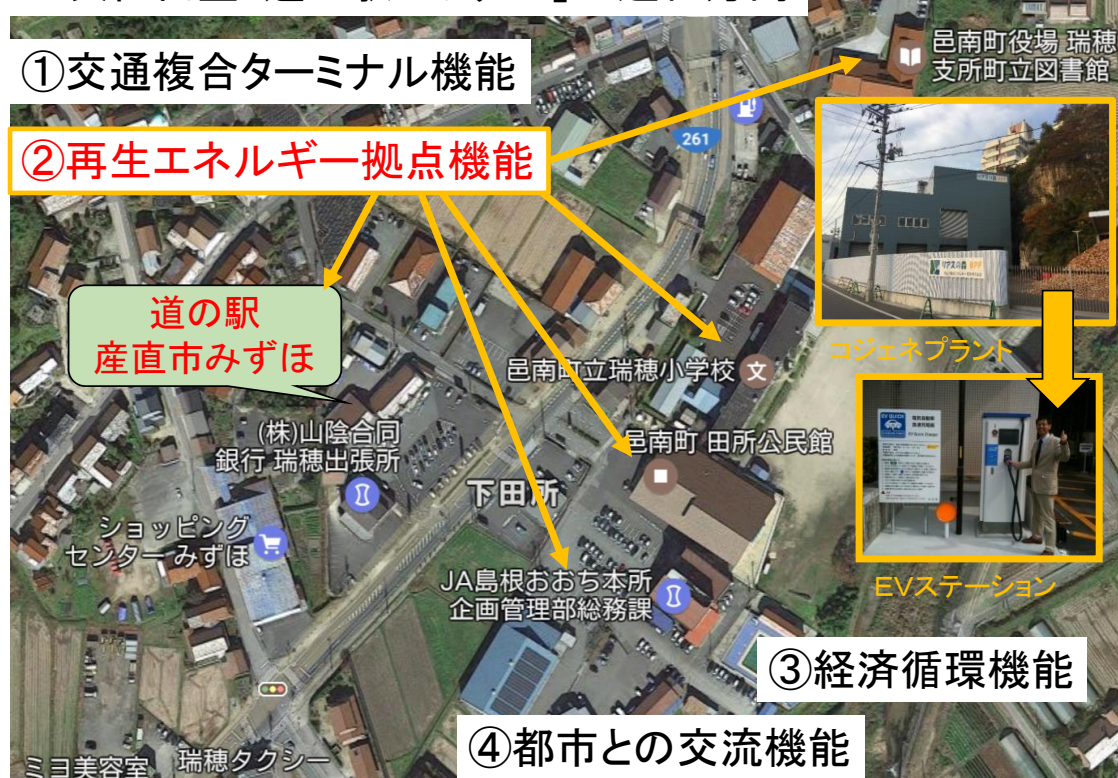 ①交通複合ターミナル機能
②再生エネルギー拠点機能
邑南町役場 瑞穂
支所町立図書館
261
道の駅
産直市みずほ
コジェネプラント
邑南町立瑞穂小学校
文
(株)山陰合同
銀行 瑞穂出張所
邑南町 田所公民館
下田所
EV QUICK
ショッピング
センター みずほ
JA島根おおち本所
企画管理部総務課
EVステーション
③経済循環機能
④都市との交流機能
ミヨ美容室
瑞穂タクシー